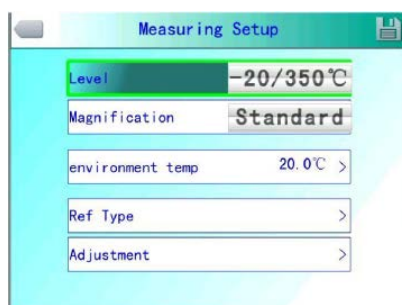 Measuring Setup
Level -20/350℃
Magnification Standard
environment temp 20.0℃ >
Ref Type >
Adjustment >